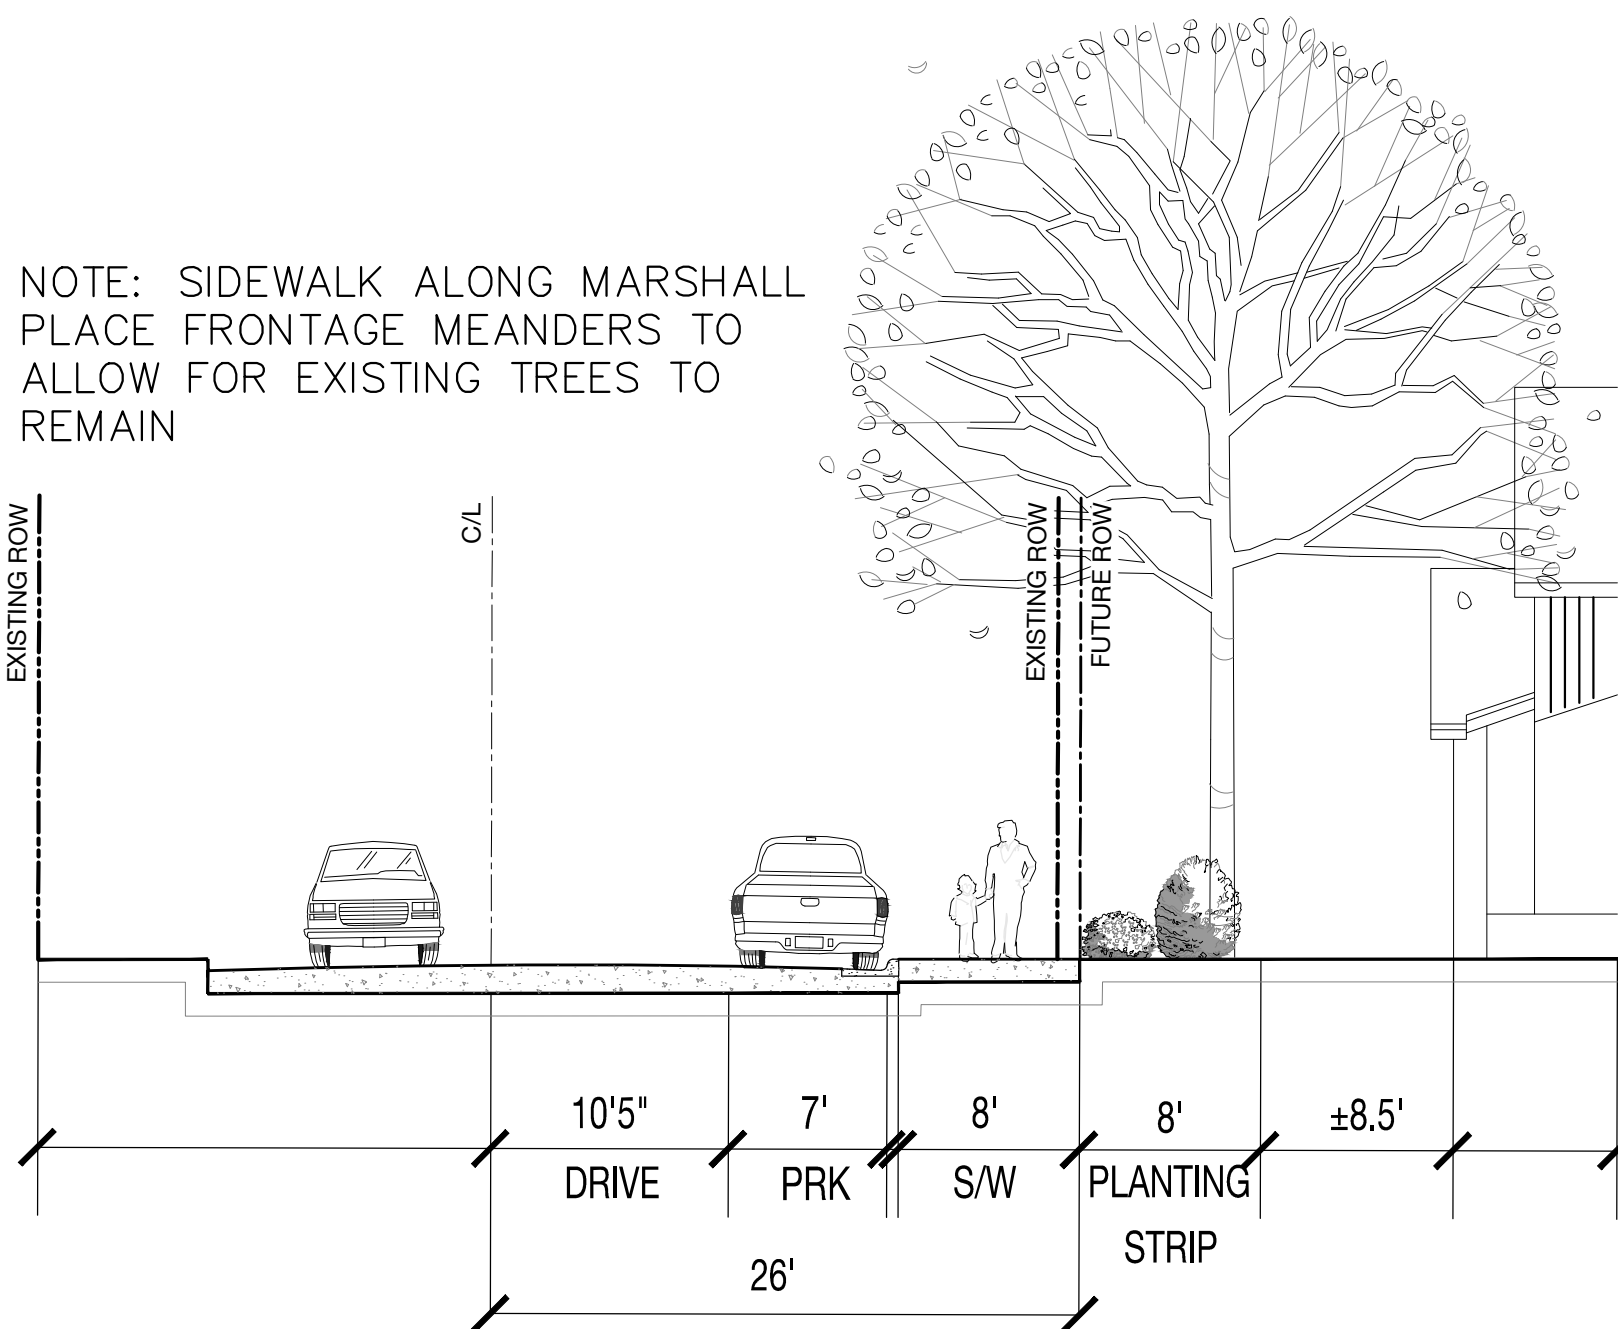 NOTE: SIDEWALK ALONG MARSHALL
PLACE FRONTAGE MEANDERS TO
ALLOW FOR EXISTING TREES TO
REMAIN
EXISTING ROW
C/L
EXISTING ROW
FUTURE ROW
10'5"
7'
8'
8'
±8.5'
DRIVE
PRK
S/W
PLANTING
STRIP
26'